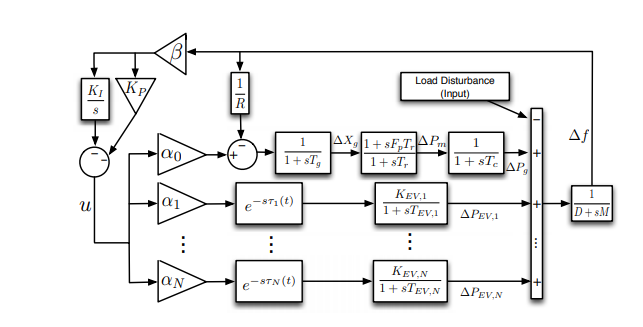 β
K_I
s
K_P
1
R
Load Disturbance
(Input)
− −
−
+
α_0
1
1 + sT_g
ΔX_g
1 + sF_pT_r
1 + sT_r
ΔP_m
1
1 + sT_c
ΔP_g
−
+
+
⋮
+
Δf
1
D + sM
u
α_1
e^{−sτ_1(t)}
K_{EV,1}
1 + sT_{EV,1}
ΔP_{EV,1}
⋮ ⋮ ⋮
α_N
e^{−sτ_N(t)}
K_{EV,N}
1 + sT_{EV,N}
ΔP_{EV,N}